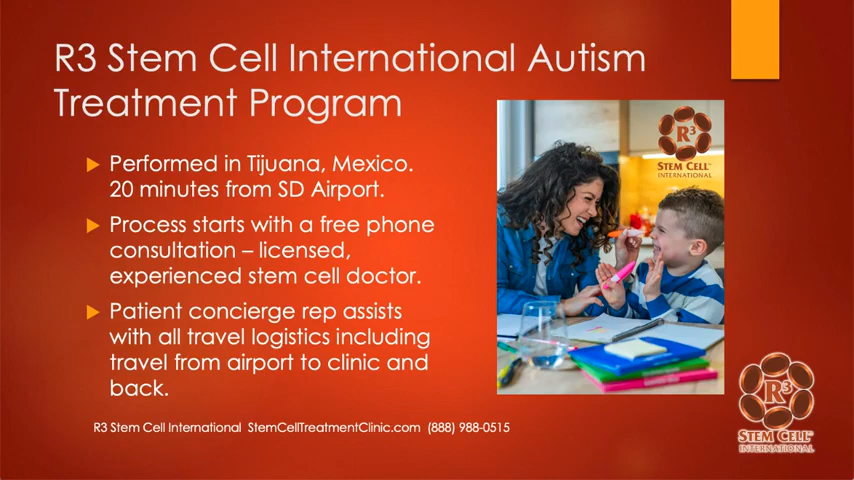 R3 Stem Cell International Autism
Treatment Program
Performed in Tijuana, Mexico.
20 minutes from SD Airport.
Process starts with a free phone
consultation – licensed,
experienced stem cell doctor.
Patient concierge rep assists
with all travel logistics including
travel from airport to clinic and
back.
R3 Stem Cell International StemCellTreatmentClinic.com (888) 988-0515
R3
STEM CELL™
INTERNATIONAL
R3
STEM CELL™
INTERNATIONAL